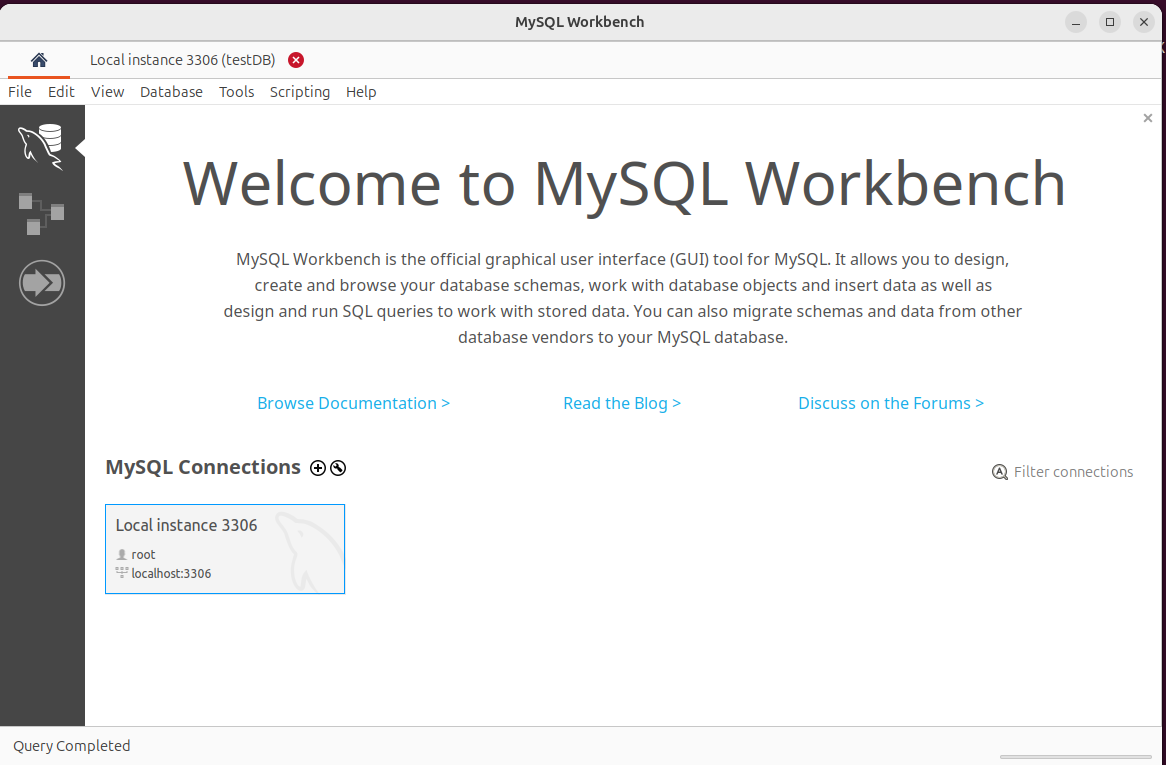 MySQL Workbench
Local instance 3306 (testDB)
File Edit View Database Tools Scripting Help
Welcome to MySQL Workbench
MySQL Workbench is the official graphical user interface (GUI) tool for MySQL. It allows you to design,
create and browse your database schemas, work with database objects and insert data as well as
design and run SQL queries to work with stored data. You can also migrate schemas and data from other
database vendors to your MySQL database.
Browse Documentation > Read the Blog > Discuss on the Forums >
MySQL Connections
Filter connections
Local instance 3306
root
localhost:3306
Query Completed